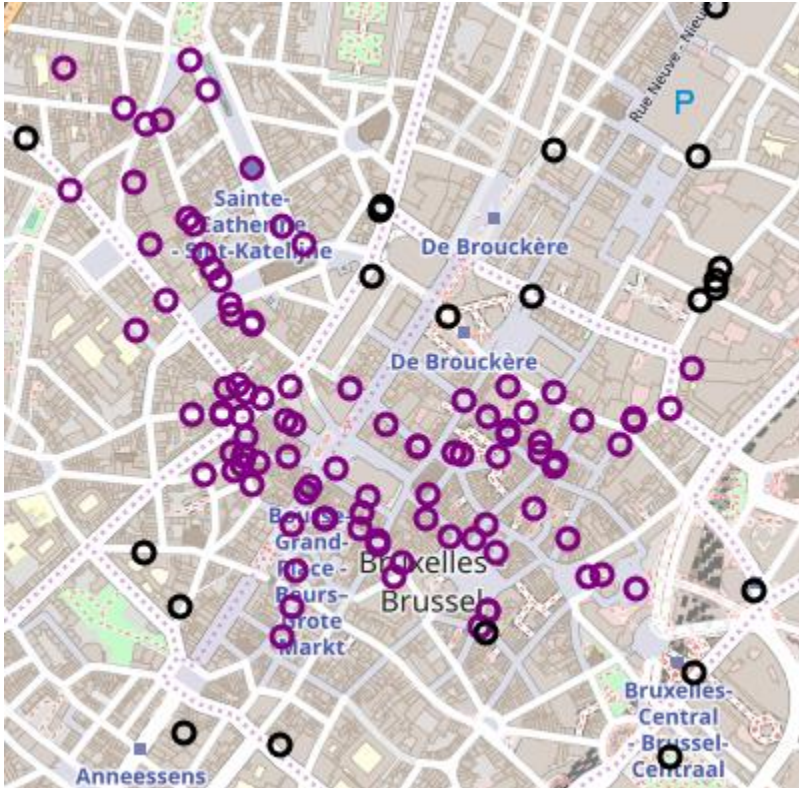 Rue Neuve - Nieu
P
Sainte-
Catherine
- Sint-Katelijne
De Brouckère
De Brouckère
Bourse-
Grand-
Place -
Beurs-
Grote
Markt
Bruxelles
Brussel
Bruxelles-
Central
- Brussel-
Centraal
Anneessens